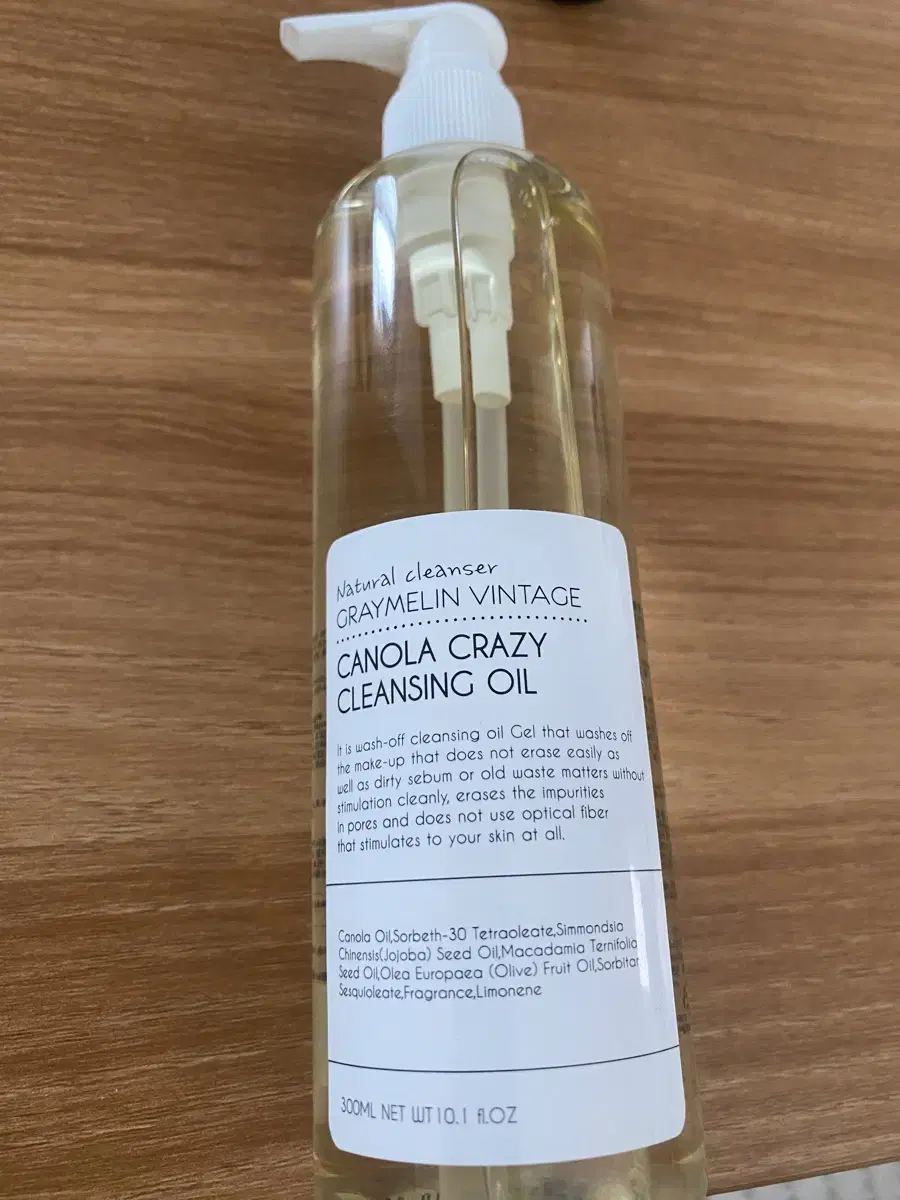 Natural cleanser
GRAYMELIN VINTAGE
CANOLA CRAZY
CLEANSING OIL
It is wash-off cleansing oil Gel that washes off
the make-up that does not erase easily as
well as dirty sebum or old waste matters without
stimulation cleanly, erases the impurities
in pores and does not use optical fiber
that stimulates to your skin at all.
Canola Oil,Sorbeth-30 Tetraoleate,Simmondsia
Chinensis(Jojoba) Seed Oil,Macadamia Ternifolia
Seed Oil,Olea Europaea (Olive) Fruit Oil,Sorbitan
Sesquioleate,Fragrance,Limonene
300ML NET WT10.1 fl.OZ